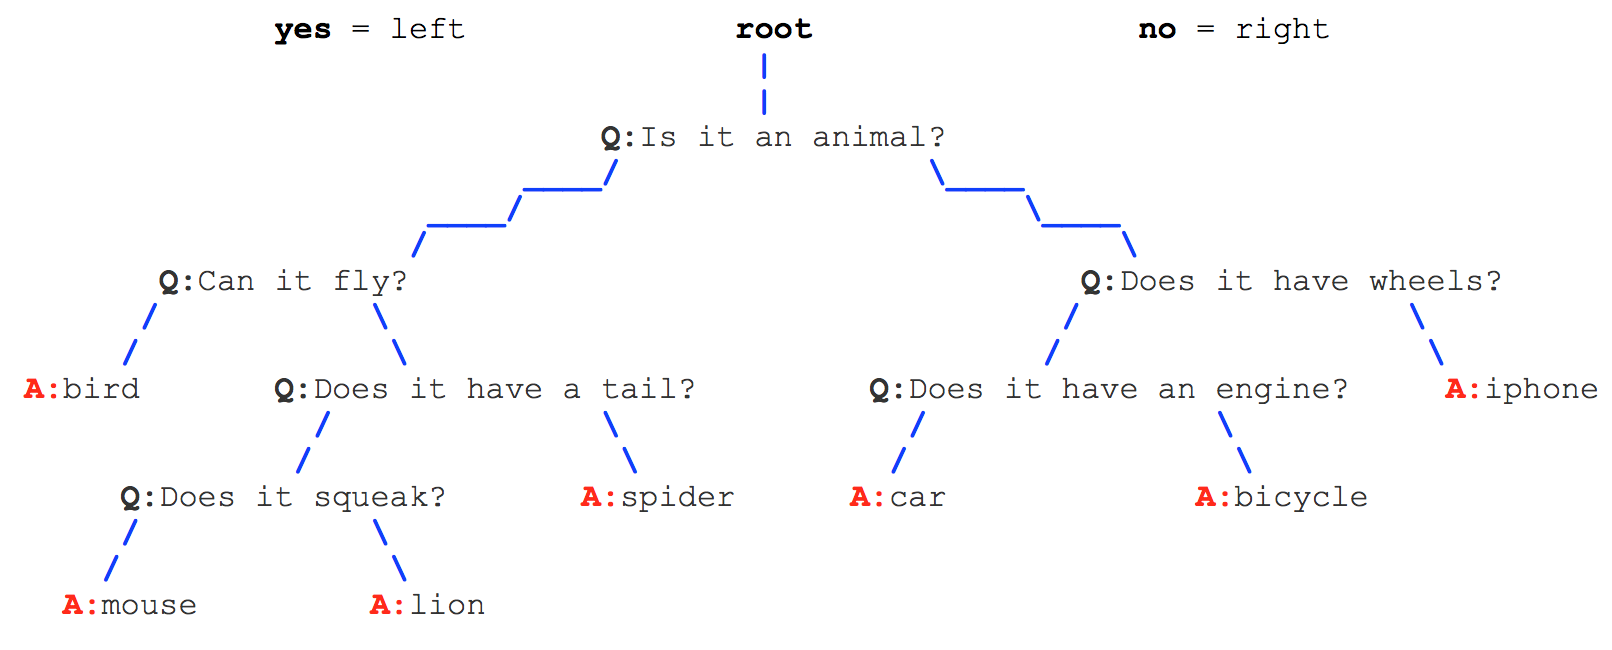 yes = left root no = right
Q:Is it an animal?
Q:Can it fly? Q:Does it have wheels?
A:bird Q:Does it have a tail? Q:Does it have an engine? A:iphone
Q:Does it squeak? A:spider A:car A:bicycle
A:mouse A:lion